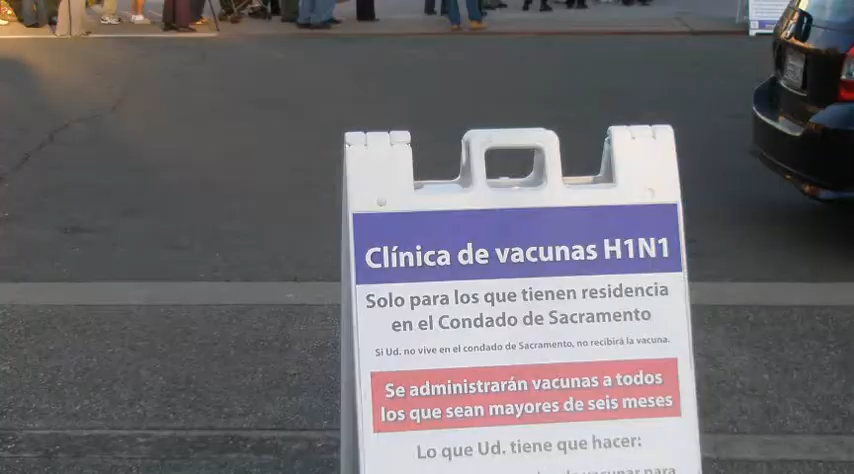 Clínica de vacunas H1N1
Solo para los que tienen residencia
en el Condado de Sacramento
Si Ud. no vive en el condado de Sacramento, no recibirá la vacuna.
Se administrarán vacunas a todos
los que sean mayores de seis meses
Lo que Ud. tiene que hacer:
vacunar para